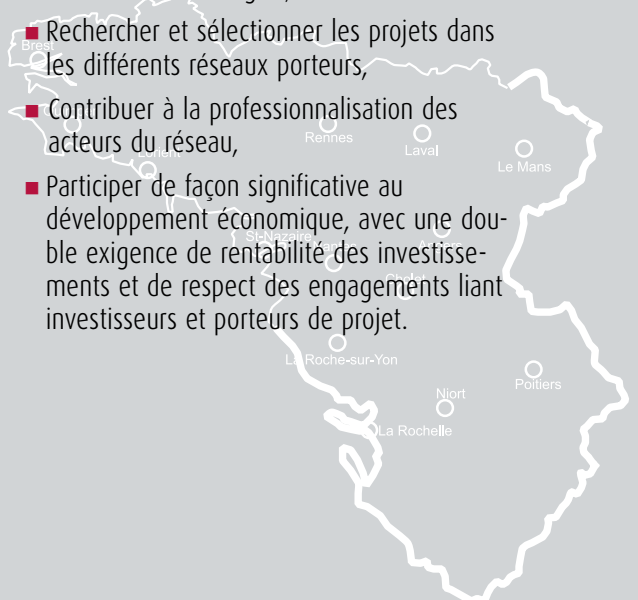 ■ Rechercher et sélectionner les projets dans
les différents réseaux porteurs,
■ Contribuer à la professionnalisation des
acteurs du réseau,
■ Participer de façon significative au
développement économique, avec une dou-
ble exigence de rentabilité des investisse-
ments et de respect des engagements liant
investisseurs et porteurs de projet.
Brest
Lorient
Rennes
Laval
Le Mans
St-Nazaire
Nantes
Angers
Cholet
La Roche-sur-Yon
Niort
Poitiers
La Rochelle